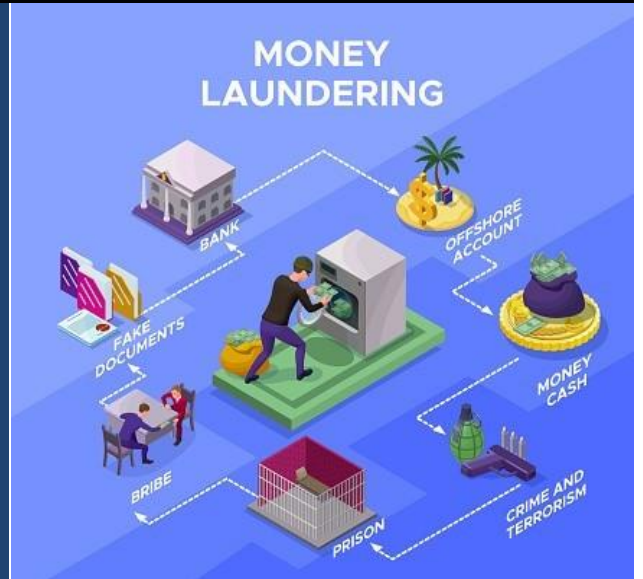 MONEY
LAUNDERING
BANK
OFFSHORE
ACCOUNT
FAKE
DOCUMENTS
MONEY
CASH
BRIBE
PRISON
CRIME AND
TERRORISM
$